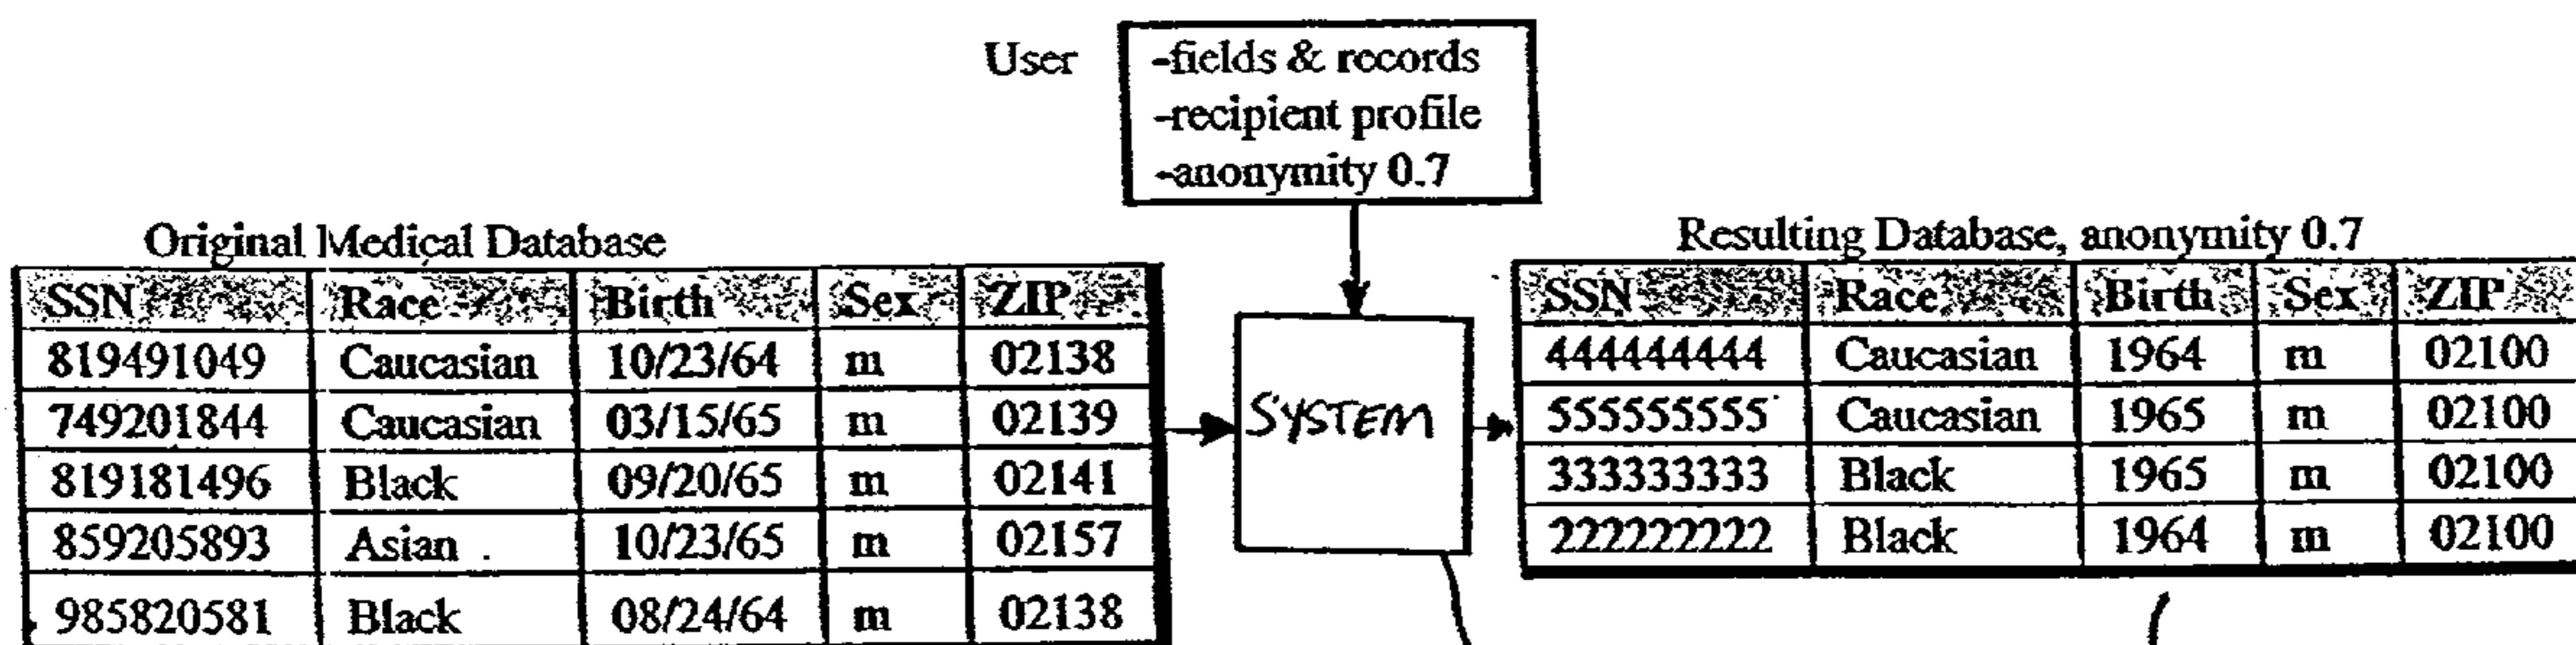 User
-fields & records
-recipient profile
-anonymity 0.7
Original Medical Database
SSN Race Birth Sex ZIP
819491049 Caucasian 10/23/64 m 02138
749201844 Caucasian 03/15/65 m 02139
819181496 Black 09/20/65 m 02141
859205893 Asian 10/23/65 m 02157
985820581 Black 08/24/64 m 02138
SYSTEM
Resulting Database, anonymity 0.7
SSN Race Birth Sex ZIP
444444444 Caucasian 1964 m 02100
555555555 Caucasian 1965 m 02100
333333333 Black 1965 m 02100
222222222 Black 1964 m 02100